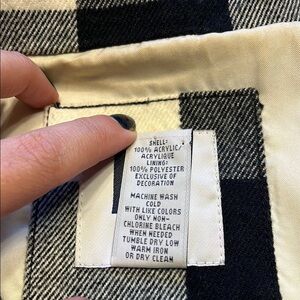 SHELL:
100% ACRYLIC/
ACRYLIQUE
LINING:
100% POLYESTER
EXCLUSIVE OF
DECORATION
MACHINE WASH
COLD
WITH LIKE COLORS
ONLY NON-
CHLORINE BLEACH
WHEN NEEDED
TUMBLE DRY LOW
WARM IRON
OR DRY CLEAN